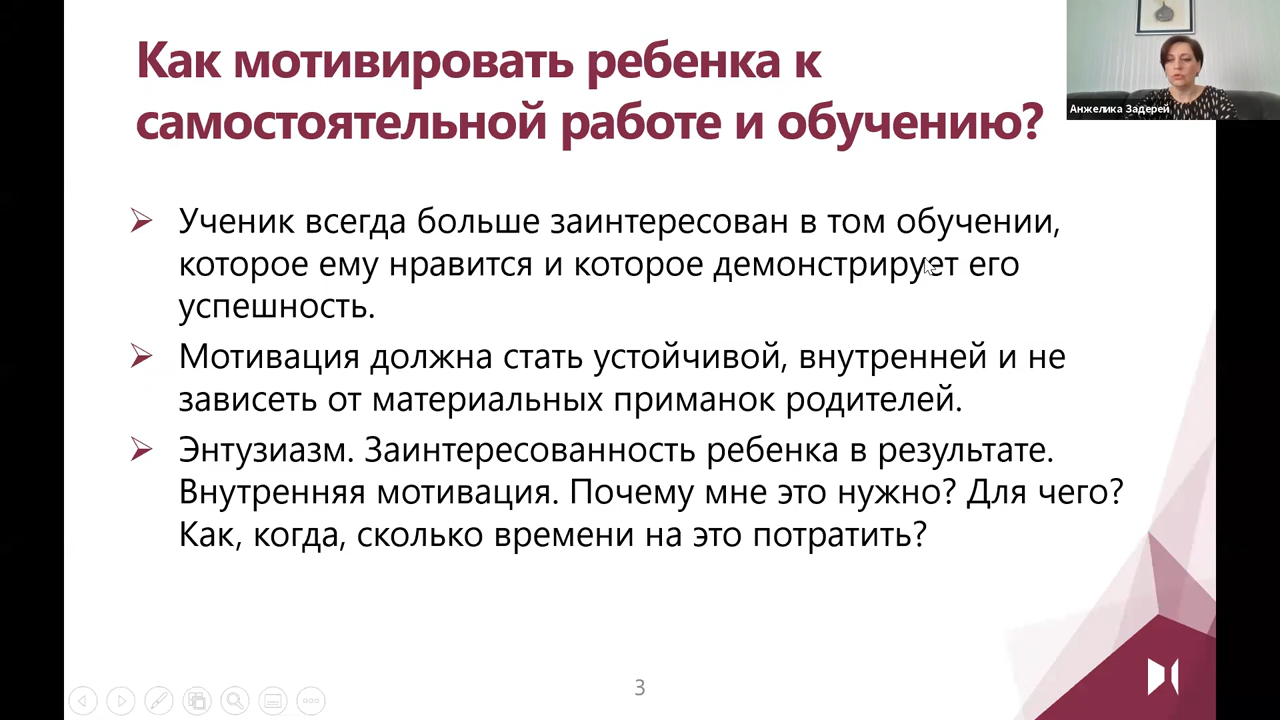 Как мотивировать ребенка к
самостоятельной работе и обучению?
Анжелика Задерей
Ученик всегда больше заинтересован в том обучении,
которое ему нравится и которое демонстрирует его
успешность.
Мотивация должна стать устойчивой, внутренней и не
зависеть от материальных приманок родителей.
Энтузиазм. Заинтересованность ребенка в результате.
Внутренняя мотивация. Почему мне это нужно? Для чего?
Как, когда, сколько времени на это потратить?
3